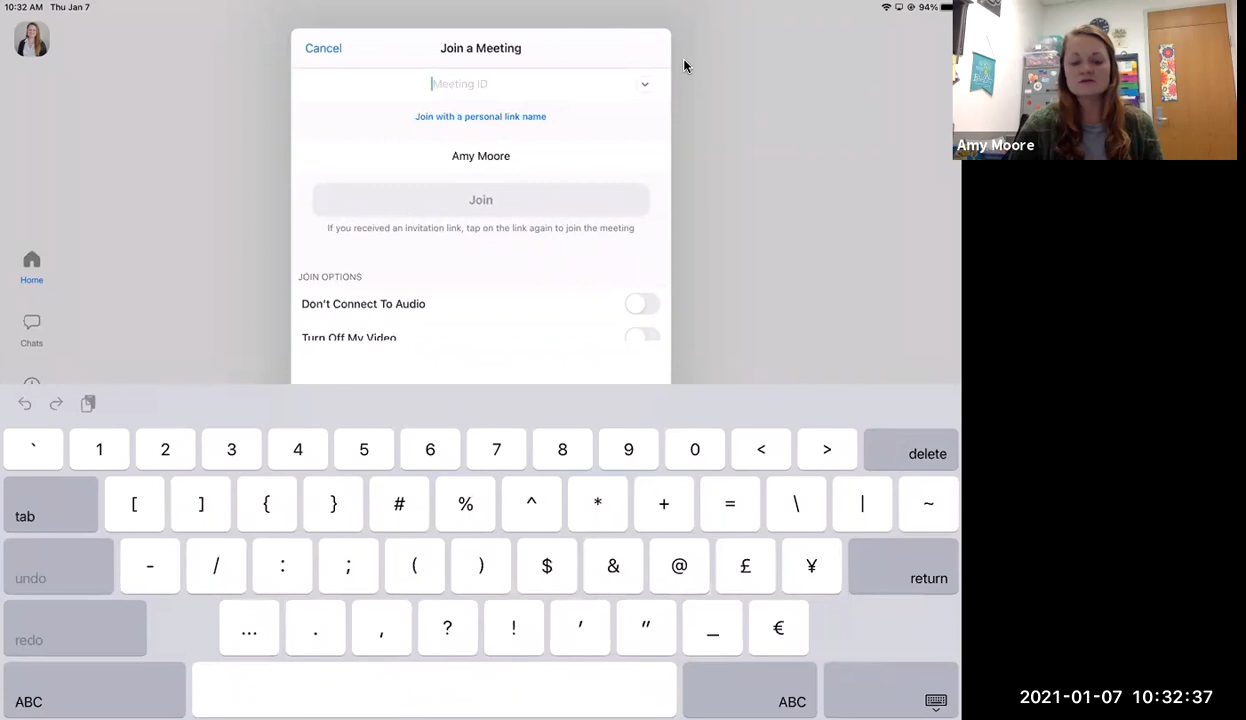 10:32 AM Thu Jan 7
94%
Cancel
Join a Meeting
Meeting ID
Join with a personal link name
Amy Moore
Join
If you received an invitation link, tap on the link again to join the meeting
JOIN OPTIONS
Don't Connect To Audio
Turn Off My Video
Home
Chats
Amy Moore
` 1 2 3 4 5 6 7 8 9 0 < > delete
tab [ ] { } # % ^ * + = \ | ~
undo - / : ; ( ) $ & @ £ ¥ return
redo ... . , ? ! ' " _ €
ABC ABC
2021-01-07 10:32:37